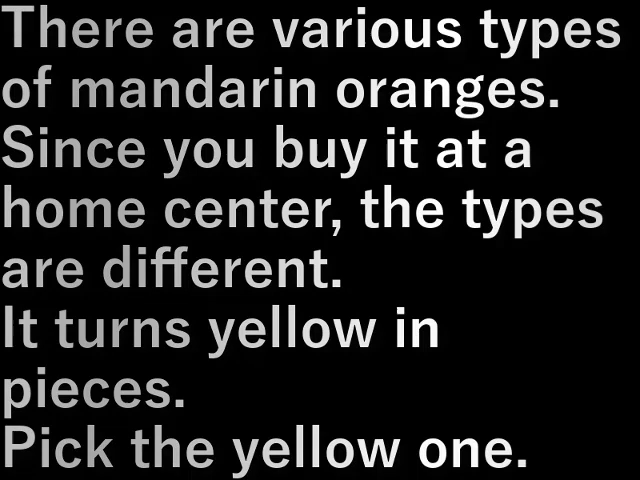 There are various types
of mandarin oranges.
Since you buy it at a
home center, the types
are different.
It turns yellow in
pieces.
Pick the yellow one.